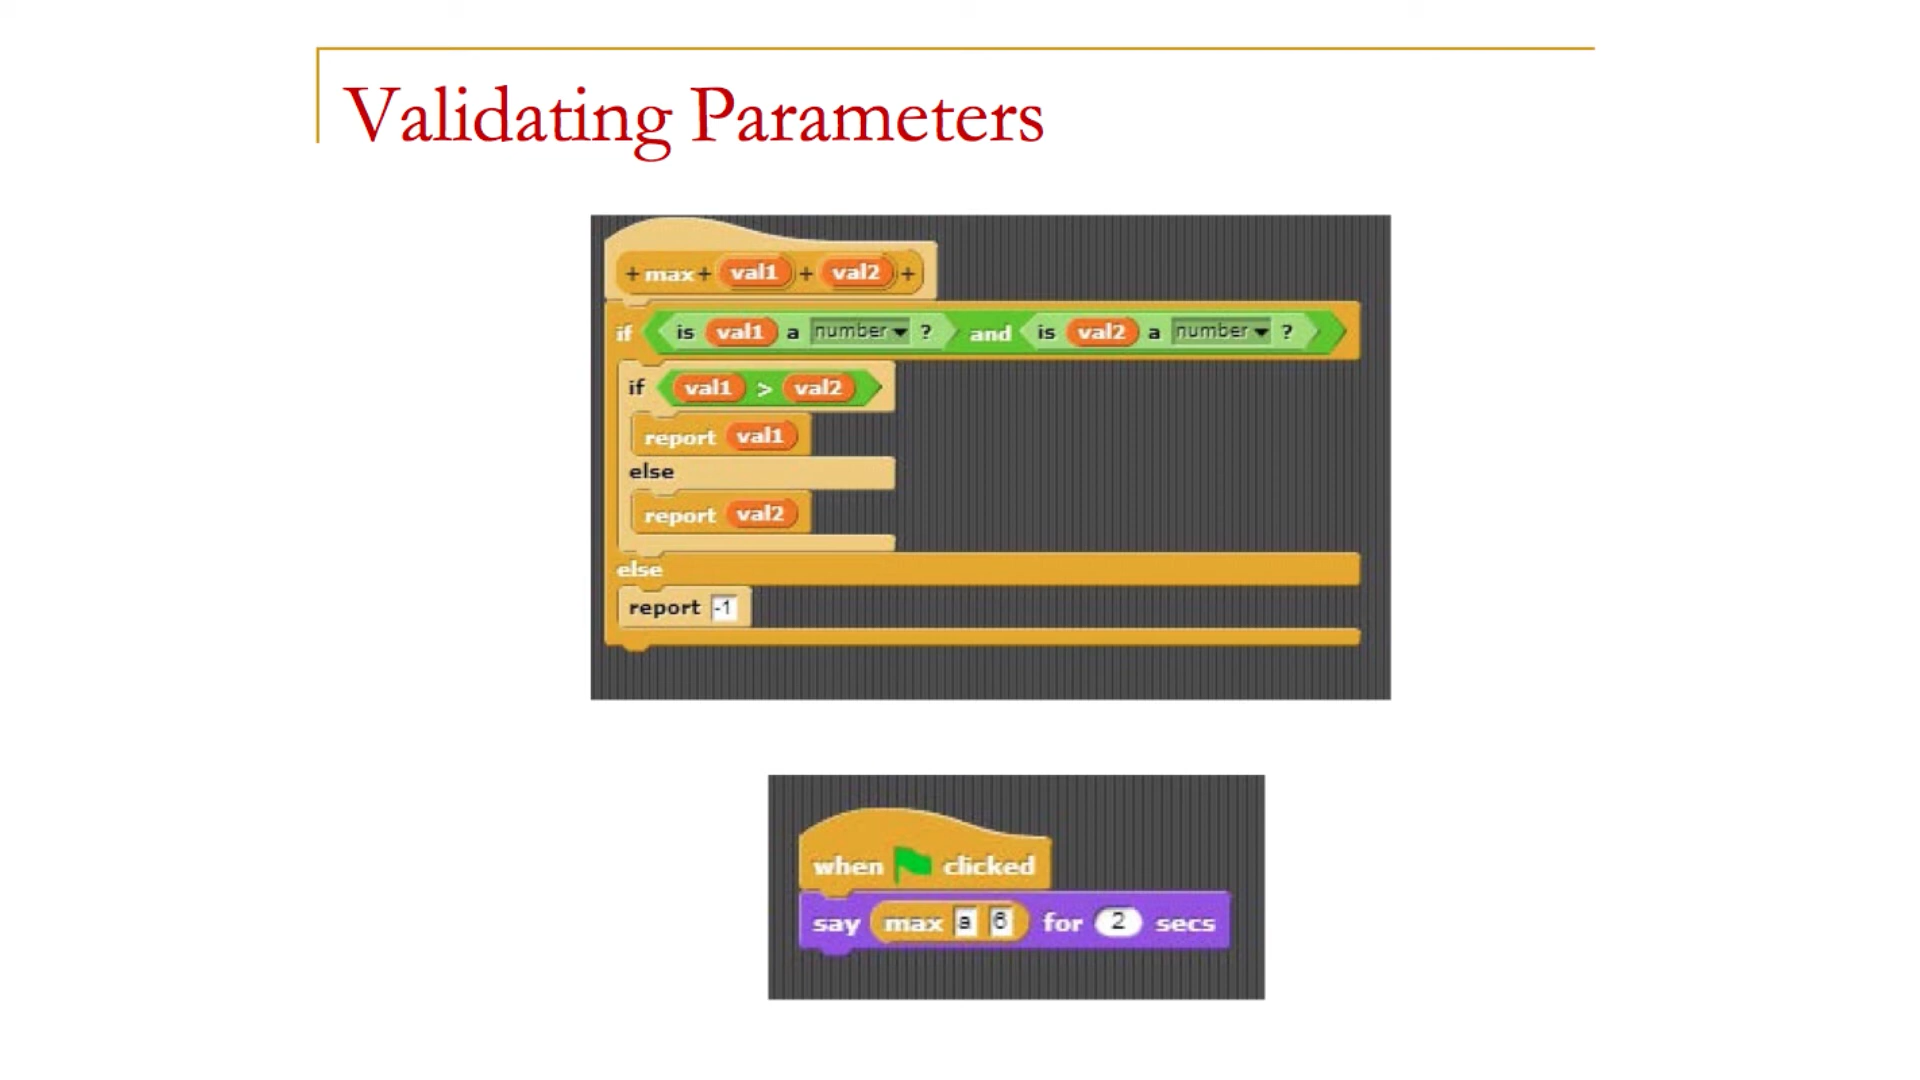 Validating Parameters
+ max + val1 + val2 +
if is val1 a number ? and is val2 a number ?
if val1 > val2
report val1
else
report val2
else
report -1
when clicked
say max a 6 for 2 secs